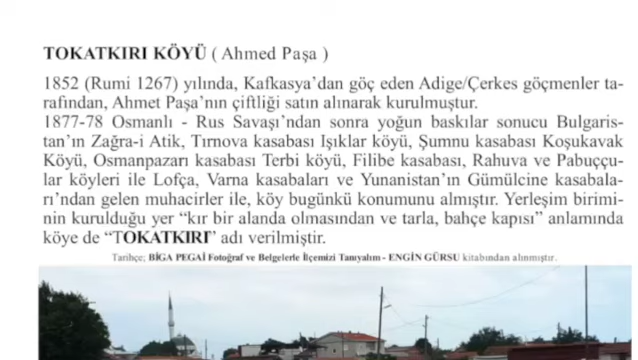 TOKATKIRI KÖYÜ ( Ahmed Paşa )
1852 (Rumi 1267) yılında, Kafkasya’dan göç eden Adige/Çerkes göçmenler ta-
rafından, Ahmet Paşa’nın çiftliği satın alınarak kurulmuştur.
1877-78 Osmanlı - Rus Savaşı’ndan sonra yoğun baskılar sonucu Bulgaris-
tan’ın Zağra-i Atik, Tırnova kasabası Işıklar köyü, Şumnu kasabası Koşukavak
Köyü, Osmanpazarı kasabası Terbi köyü, Filibe kasabası, Rahuva ve Pabuççu-
lar köyleri ile Lofça, Varna kasabaları ve Yunanistan’ın Gümülcine kasabala-
rı’ndan gelen muhacirler ile, köy bugünkü konumunu almıştır. Yerleşim birimi-
nin kurulduğu yer “kır bir alanda olmasından ve tarla, bahçe kapısı” anlamında
köye de “TOKATKIRI” adı verilmiştir.
Tarihçe; BİGA PEGAİ Fotoğraf ve Belgelerle İlçemizi Tanıyalım - ENGİN GÜRSU kitabından alınmıştır.